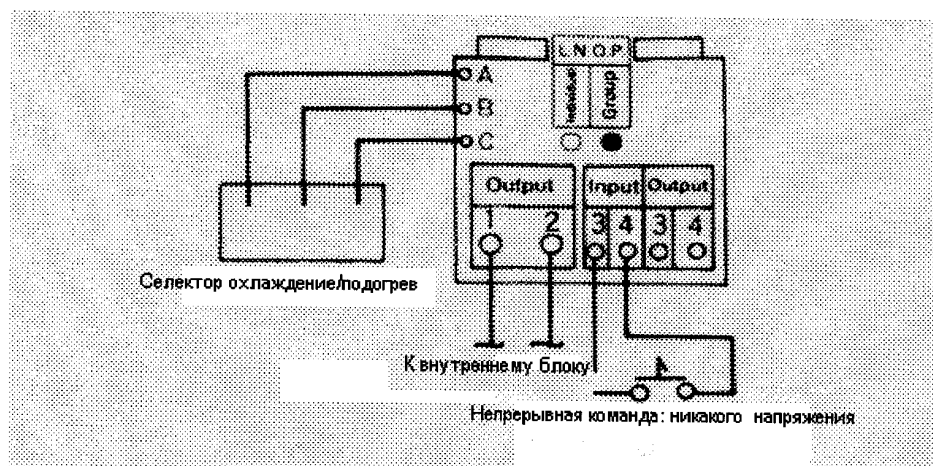 L N O P
A
B
C
Group
Output
Input Output
1 2 3 4 3 4
Селектор охлаждение/подогрев
К внутреннему блоку
Непрерывная команда: никакого напряжения